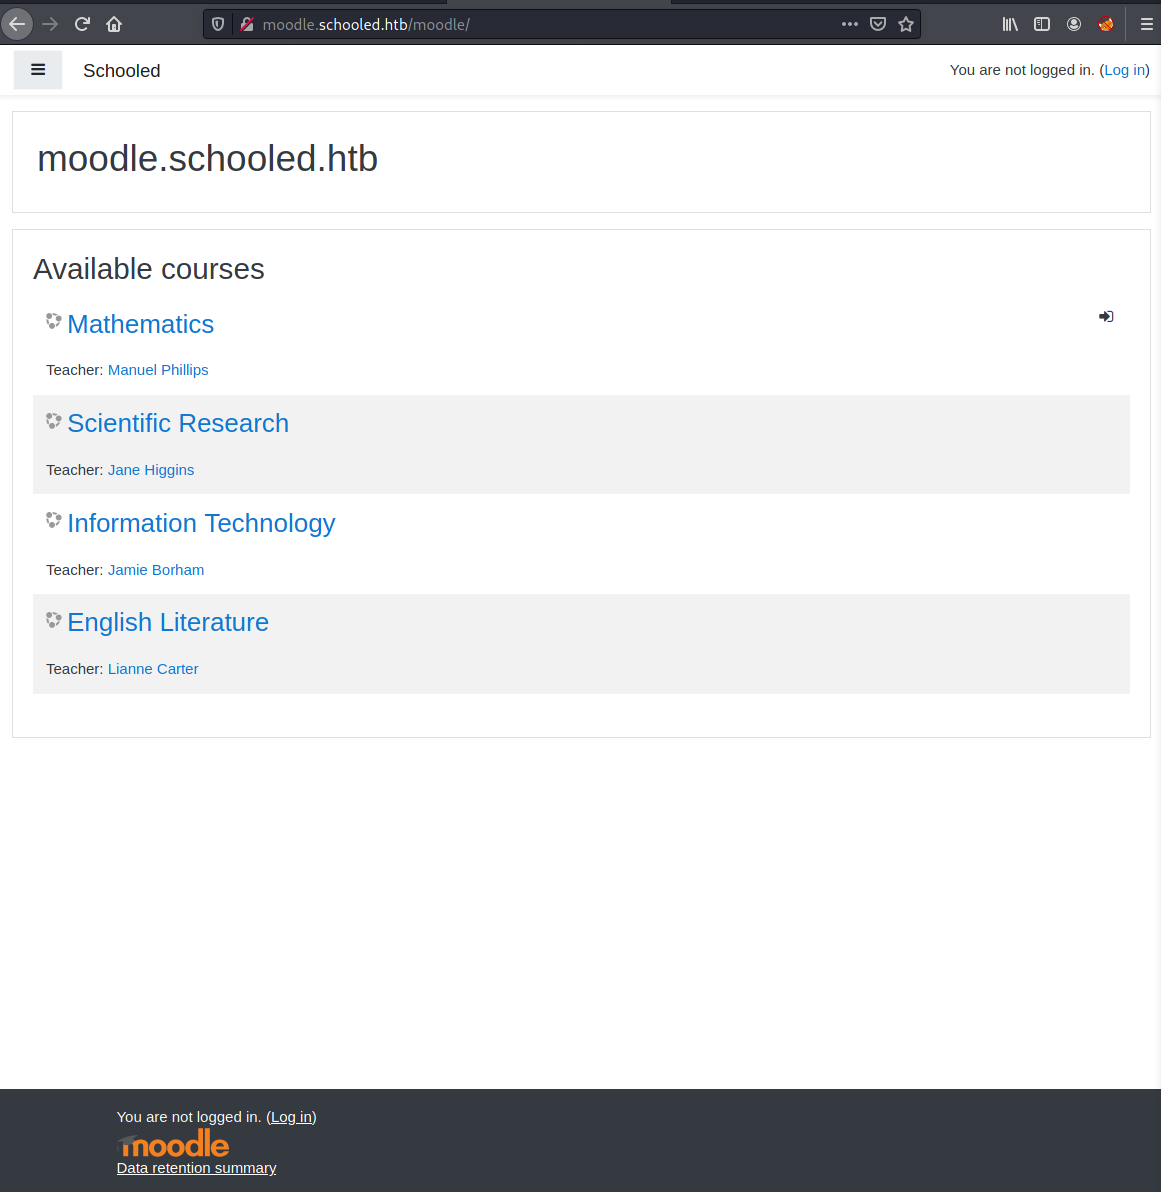 moodle.schooled.htb/moodle/
Schooled
You are not logged in. (Log in)
moodle.schooled.htb
Available courses
Mathematics
Teacher: Manuel Phillips
Scientific Research
Teacher: Jane Higgins
Information Technology
Teacher: Jamie Borham
English Literature
Teacher: Lianne Carter
You are not logged in. (Log in)
moodle
Data retention summary